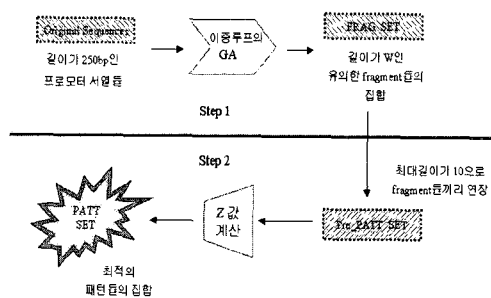 Original Sequences
길이가 250bp인
프로모터 서열들
이중루프의
GA
FRAG SET
길이가 W인
유의한 fragment들의
집합
Step 1
Step 2
최대길이가 10으로
fragment들끼리 연장
Pre_PATT SET
Z 값
계산
PATT
SET
최적의
패턴들의 집합